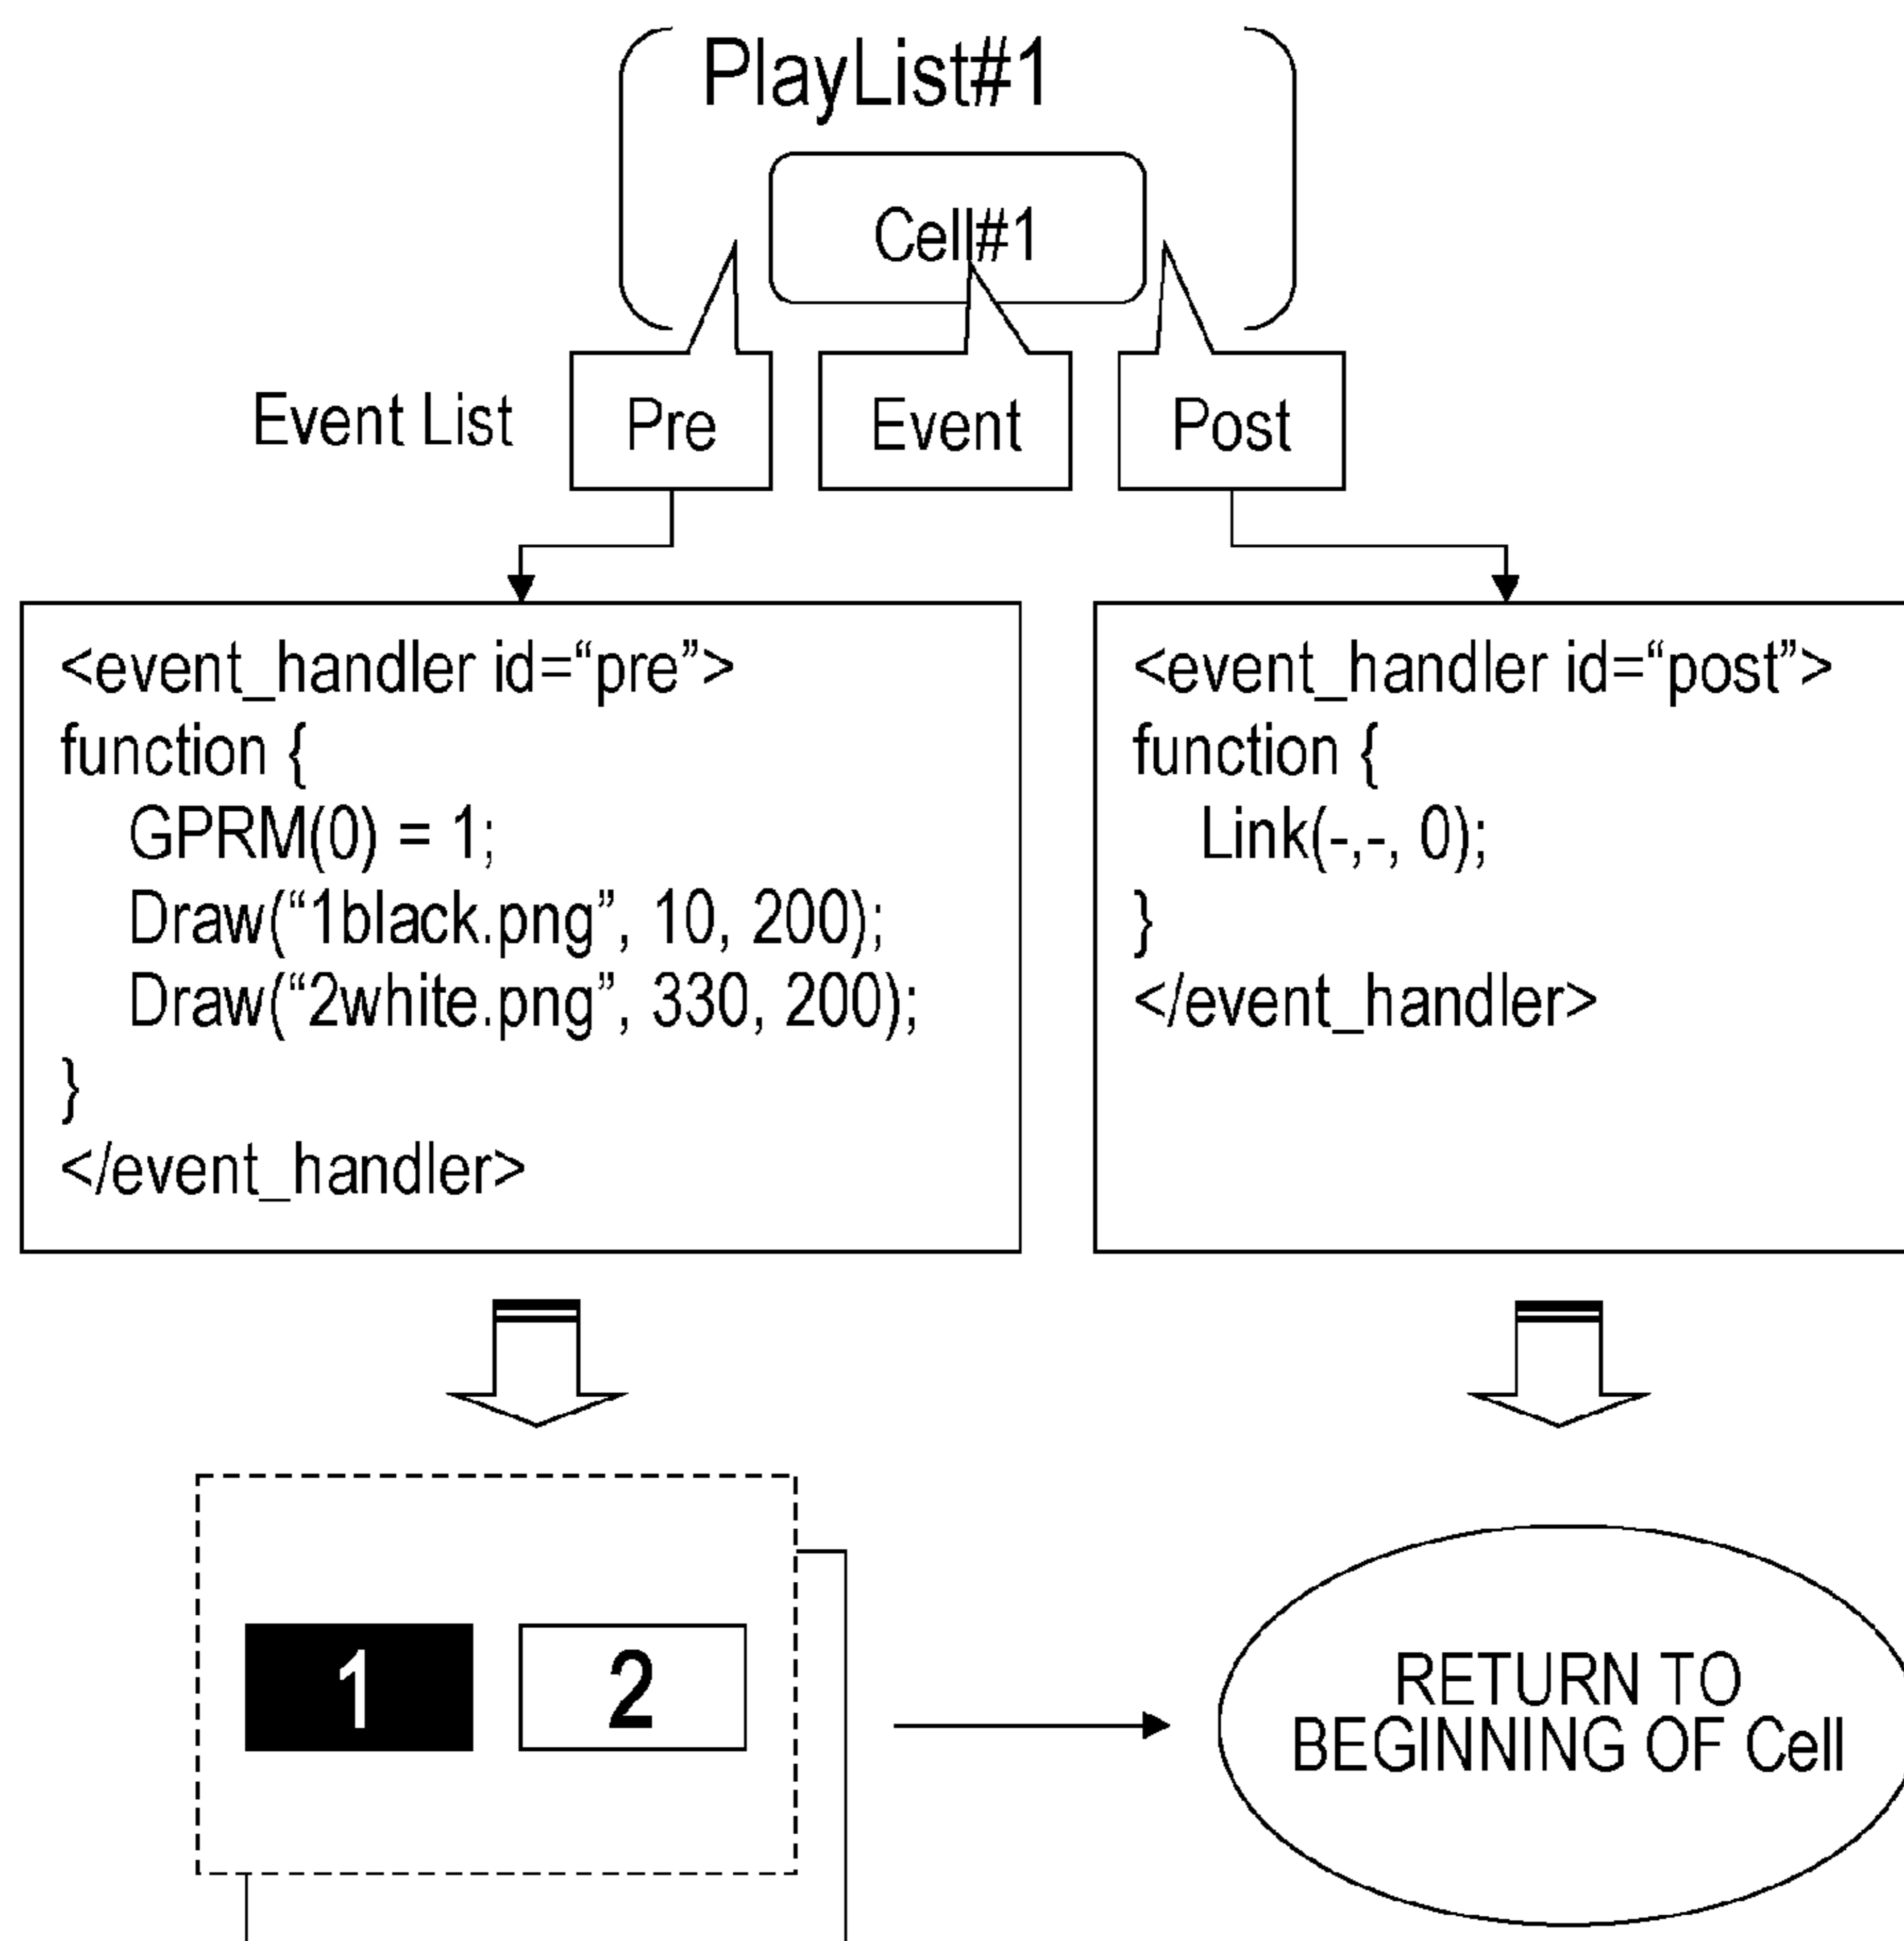 PlayList#1
Cell#1
Event List
Pre
Event
Post
<event_handler id=“pre”>
function {
GPRM(0) = 1;
Draw(“1black.png”, 10, 200);
Draw(“2white.png”, 330, 200);
}
</event_handler>
<event_handler id=“post”>
function {
Link(-,-, 0);
}
</event_handler>
1
2
RETURN TO
BEGINNING OF Cell